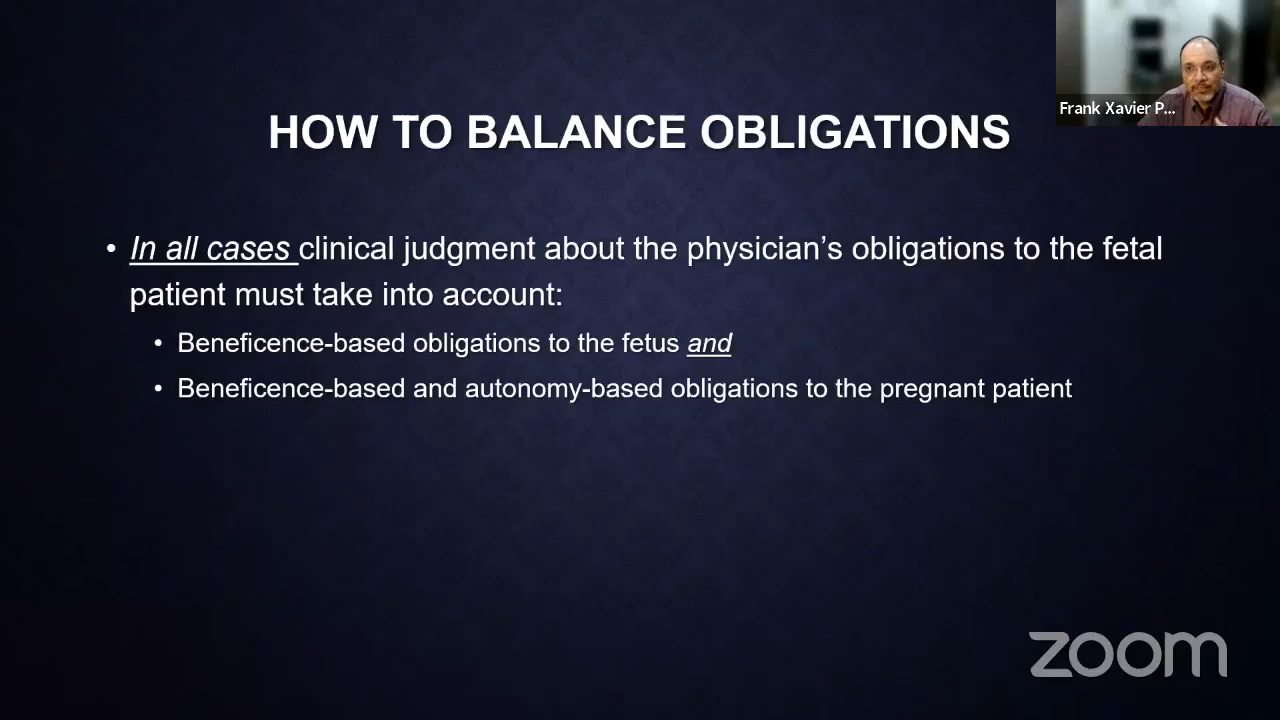 Frank Xavier P...
HOW TO BALANCE OBLIGATIONS
• In all cases clinical judgment about the physician’s obligations to the fetal
patient must take into account:
• Beneficence-based obligations to the fetus and
• Beneficence-based and autonomy-based obligations to the pregnant patient
zoom